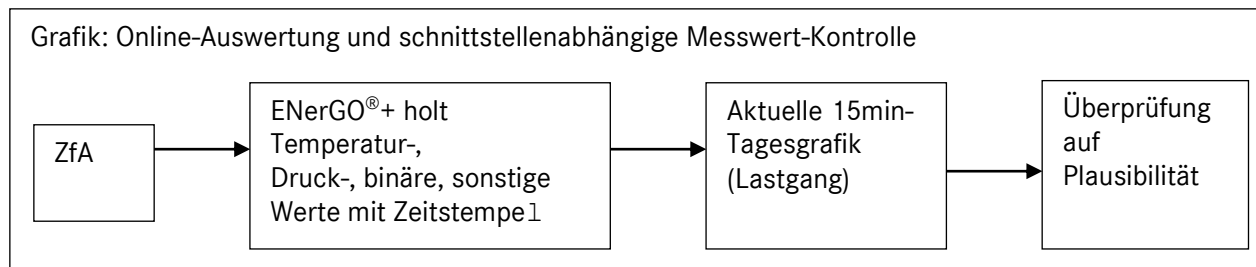 Grafik: Online-Auswertung und schnittstellenabhängige Messwert-Kontrolle
ZfA
ENerGO®+ holt
Temperatur-,
Druck-, binäre, sonstige
Werte mit Zeitstempel
Aktuelle 15min-
Tagesgrafik
(Lastgang)
Überprüfung
auf
Plausibilität